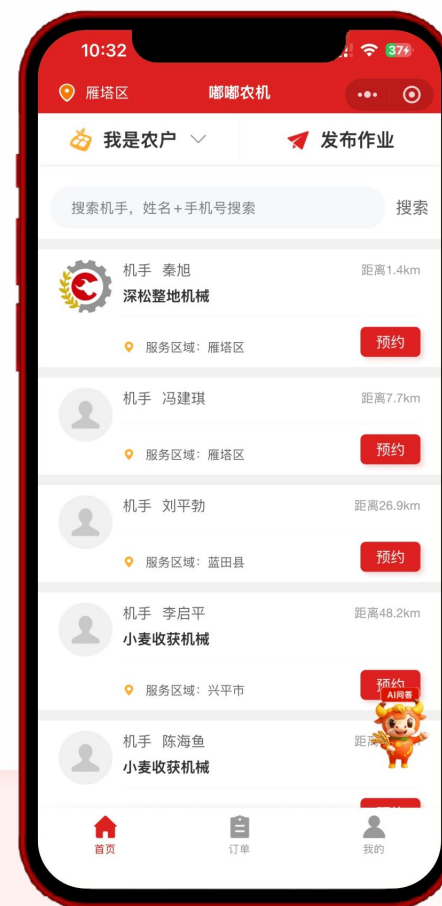 10:32
37
雁塔区
嘟嘟农机
我是农户
发布作业
搜索机手，姓名+手机号搜索
搜索
机手 秦旭
距离1.4km
深松整地机械
服务区域：雁塔区
预约
机手 冯建琪
距离7.7km
服务区域：雁塔区
预约
机手 刘平勃
距离26.9km
服务区域：蓝田县
预约
机手 李启平
距离48.2km
小麦收获机械
服务区域：兴平市
预约
AI问答
机手 陈海鱼
小麦收获机械
首页
订单
我的